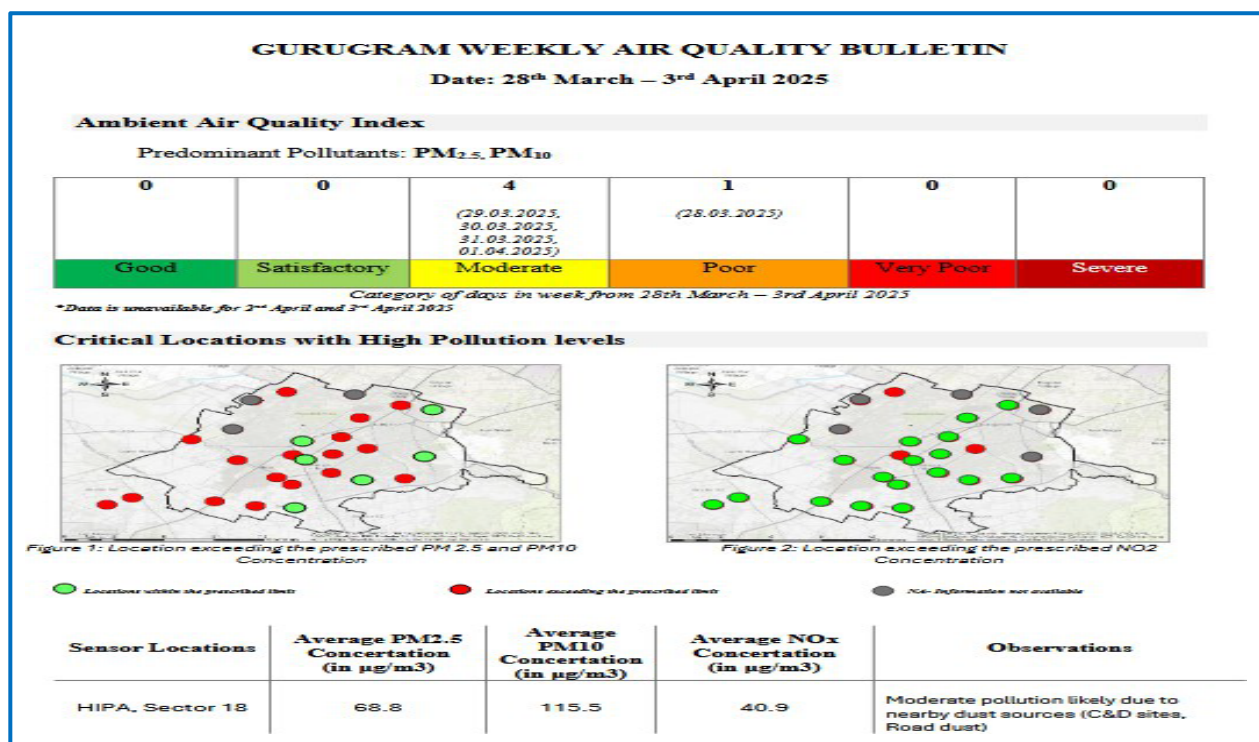 GURUGRAM WEEKLY AIR QUALITY BULLETIN
Date: 28th March – 3rd April 2025
Ambient Air Quality Index
Predominant Pollutants: PM2.5, PM10
0 0 4 1 0 0
(29.03.2025, (28.03.2025)
30.03.2025,
31.03.2025,
01.04.2025)
Good Satisfactory Moderate Poor Very Poor Severe
Category of days in week from 28th March – 3rd April 2025
*Data is unavailable for 2nd April and 3rd April 2025
Critical Locations with High Pollution levels
N N
W E W E
S S
Figure 1: Location exceeding the prescribed PM 2.5 and PM10
Concentration
Figure 2: Location exceeding the prescribed NO2
Concentration
Locations within the prescribed limit Locations exceeding the prescribed limit NA- Information not available
Sensor Locations
Average PM2.5
Concertation
(in µg/m3)
Average
PM10
Concertation
(in µg/m3)
Average NOx
Concertation
(in µg/m3)
Observations
HIPA, Sector 18
68.8
115.5
40.9
Moderate pollution likely due to
nearby dust sources (C&D sites,
Road dust)